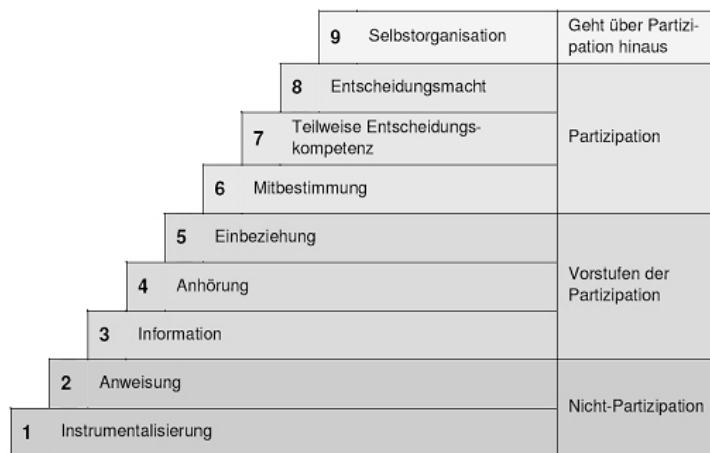 9 Selbstorganisation
Geht über Partizi-
pation hinaus
8 Entscheidungsmacht
7 Teilweise Entscheidungs-
kompetenz
Partizipation
6 Mitbestimmung
5 Einbeziehung
4 Anhörung
Vorstufen der
Partizipation
3 Information
2 Anweisung
Nicht-Partizipation
1 Instrumentalisierung